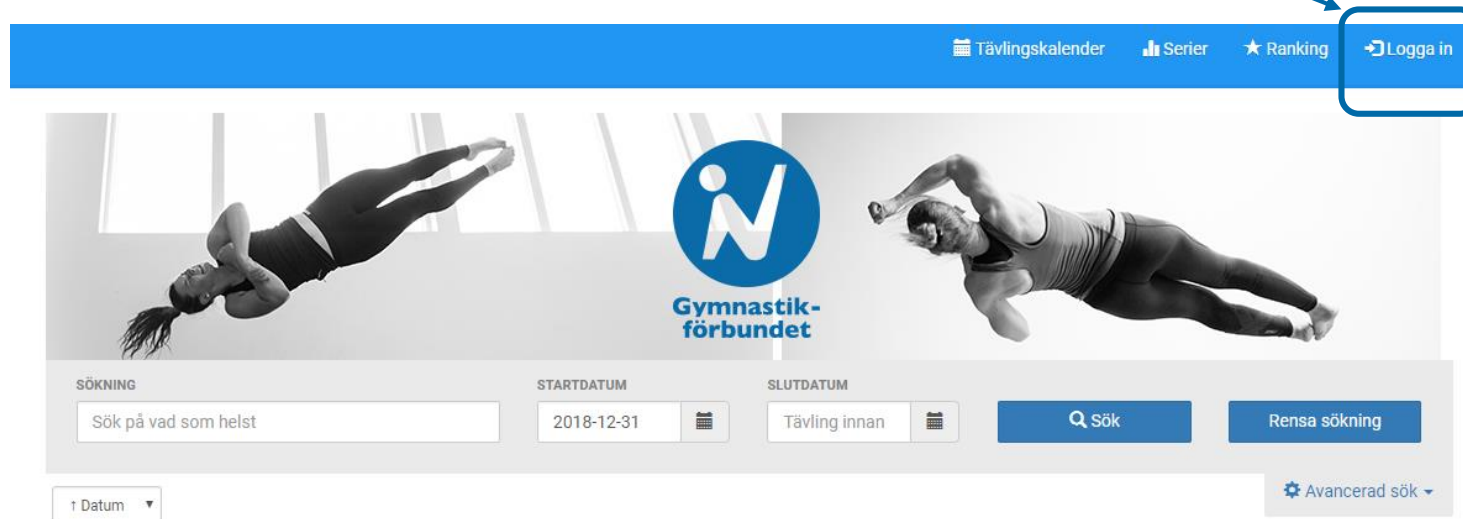 Tävlingskalender Serier Ranking Logga in
Gymnastik-
förbundet
SÖKNING STARTDATUM SLUTDATUM
Sök på vad som helst 2018-12-31 Tävling innan Sök Rensa sökning
↑ Datum ▼ Avancerad sök